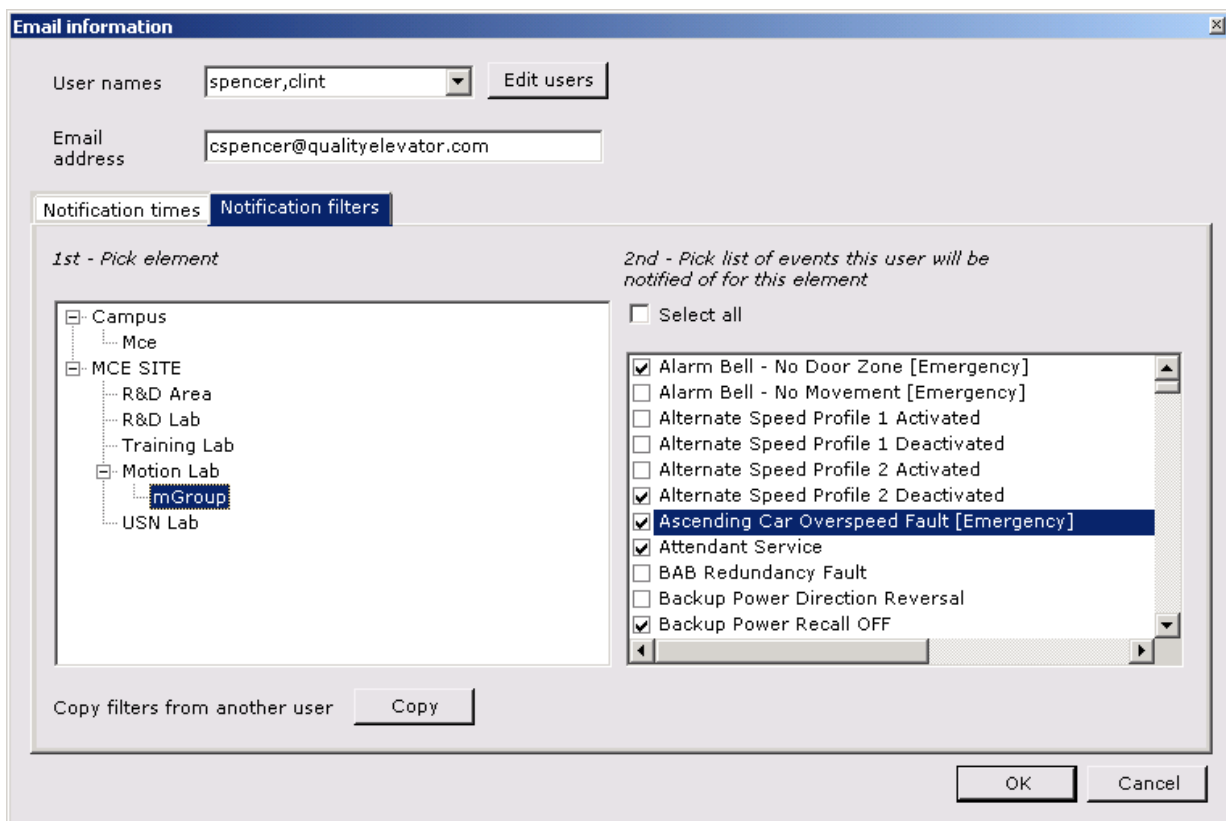 Email information
User names
spencer,clint
Edit users
Email
address
cspencer@qualityelevator.com
Notification times
Notification filters
1st - Pick element
2nd - Pick list of events this user will be
notified of for this element
Select all
Campus
Mce
MCE SITE
R&D Area
R&D Lab
Training Lab
Motion Lab
mGroup
USN Lab
Alarm Bell - No Door Zone [Emergency]
Alarm Bell - No Movement [Emergency]
Alternate Speed Profile 1 Activated
Alternate Speed Profile 1 Deactivated
Alternate Speed Profile 2 Activated
Alternate Speed Profile 2 Deactivated
Ascending Car Overspeed Fault [Emergency]
Attendant Service
BAB Redundancy Fault
Backup Power Direction Reversal
Backup Power Recall OFF
Copy filters from another user
Copy
OK
Cancel